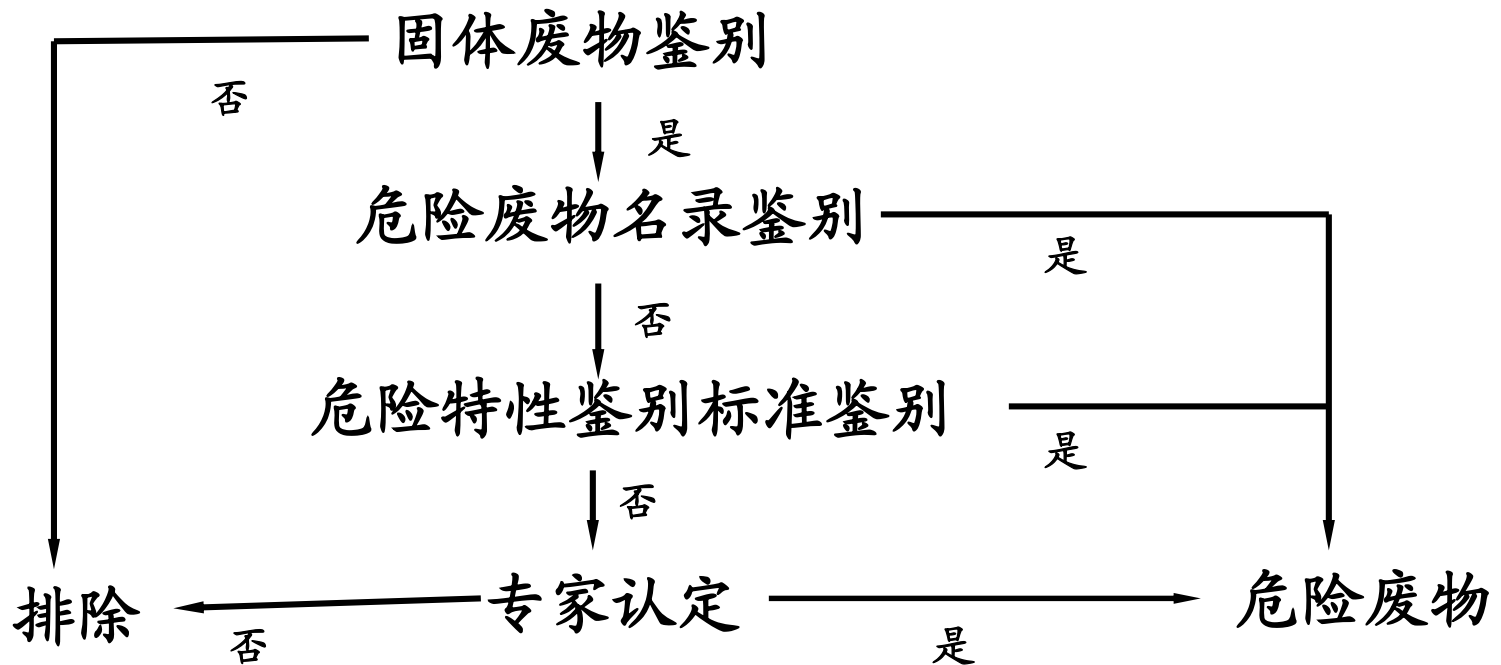 固体废物鉴别
否
是
危险废物名录鉴别
是
否
危险特性鉴别标准鉴别
是
否
排除
专家认定
危险废物
否
是